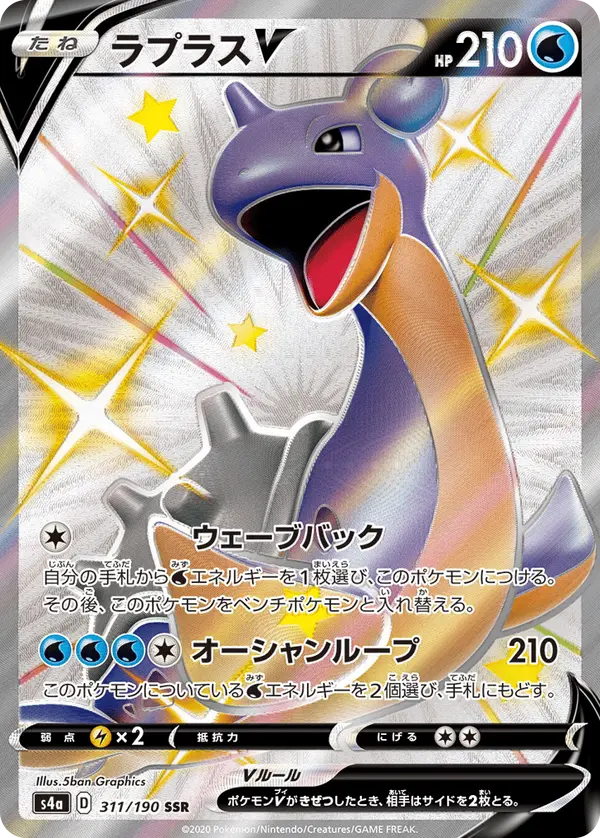 たね
ラプラスV
HP 210
ウェーブバック
自分の手札からエネルギーを1枚選び、このポケモンにつける。
その後、このポケモンをベンチポケモンと入れ替える。
オーシャンループ 210
このポケモンについているエネルギーを2個選び、手札にもどす。
弱点 ×2 抵抗力 にげる
Illus.5ban Graphics
Vルール
s4a D 311/190 SSR
ポケモンVがきぜつしたとき、相手はサイドを2枚とる。
©2020 Pokémon/Nintendo/Creatures/GAME FREAK.